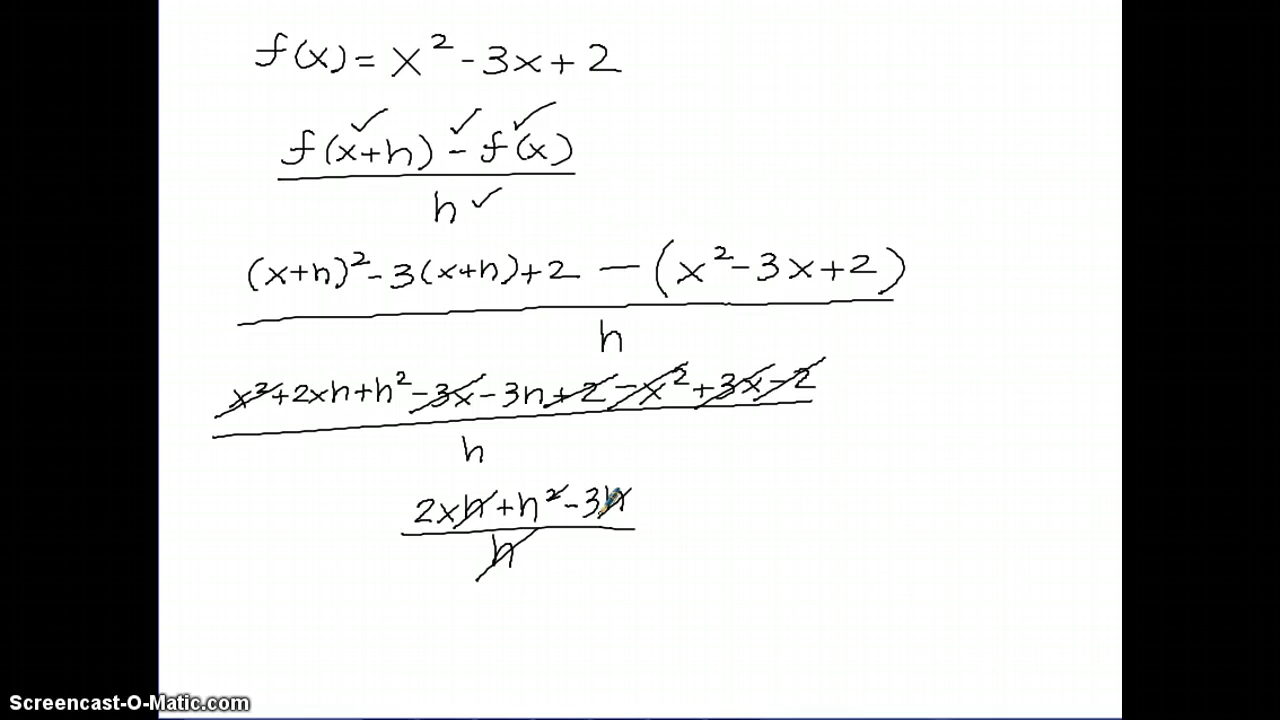 f(x) = x² - 3x + 2
f(x+h) - f(x)
h
(x+h)² - 3(x+h) + 2 - (x² - 3x + 2)
h
x² + 2xh + h² - 3x - 3h + 2 - x² + 3x - 2
h
2xh + h² - 3h
h
Screencast-O-Matic.com